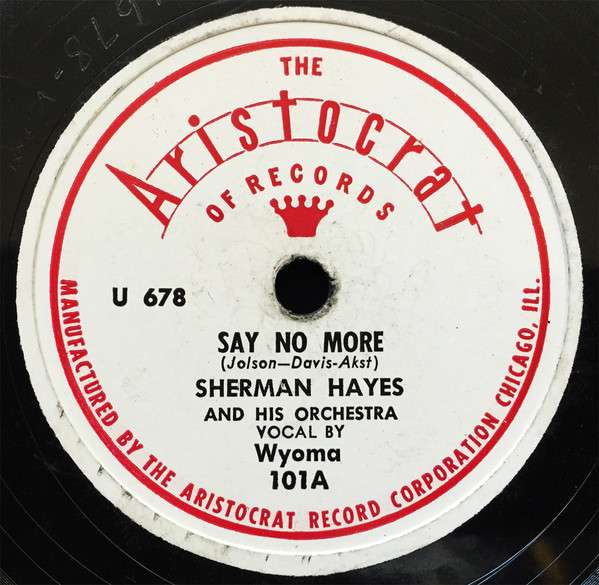 THE
Aristocrat
OF RECORDS
U 678
SAY NO MORE
(Jolson—Davis-Akst)
SHERMAN HAYES
AND HIS ORCHESTRA
VOCAL BY
Wyoma
101A
MANUFACTURED BY THE ARISTOCRAT RECORD CORPORATION CHICAGO, ILL.